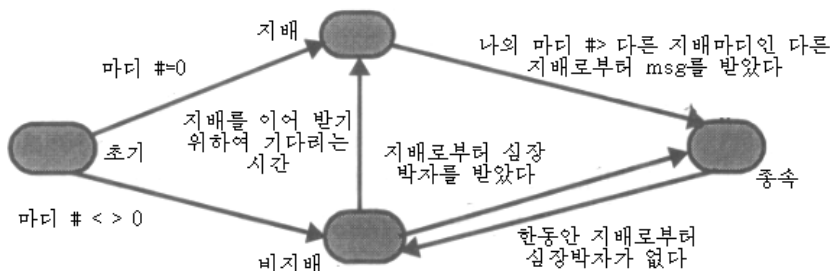 지배
나의 마디 #> 다른 지배마디인 다른
지배로부터 msg를 받았다
마디 #=0
지배를 이어 받기
위하여 기다리는
시간
초기
지배로부터 심장
박자를 받았다
종속
마디 # < > 0
한동안 지배로부터
심장박자가 없다
비지배